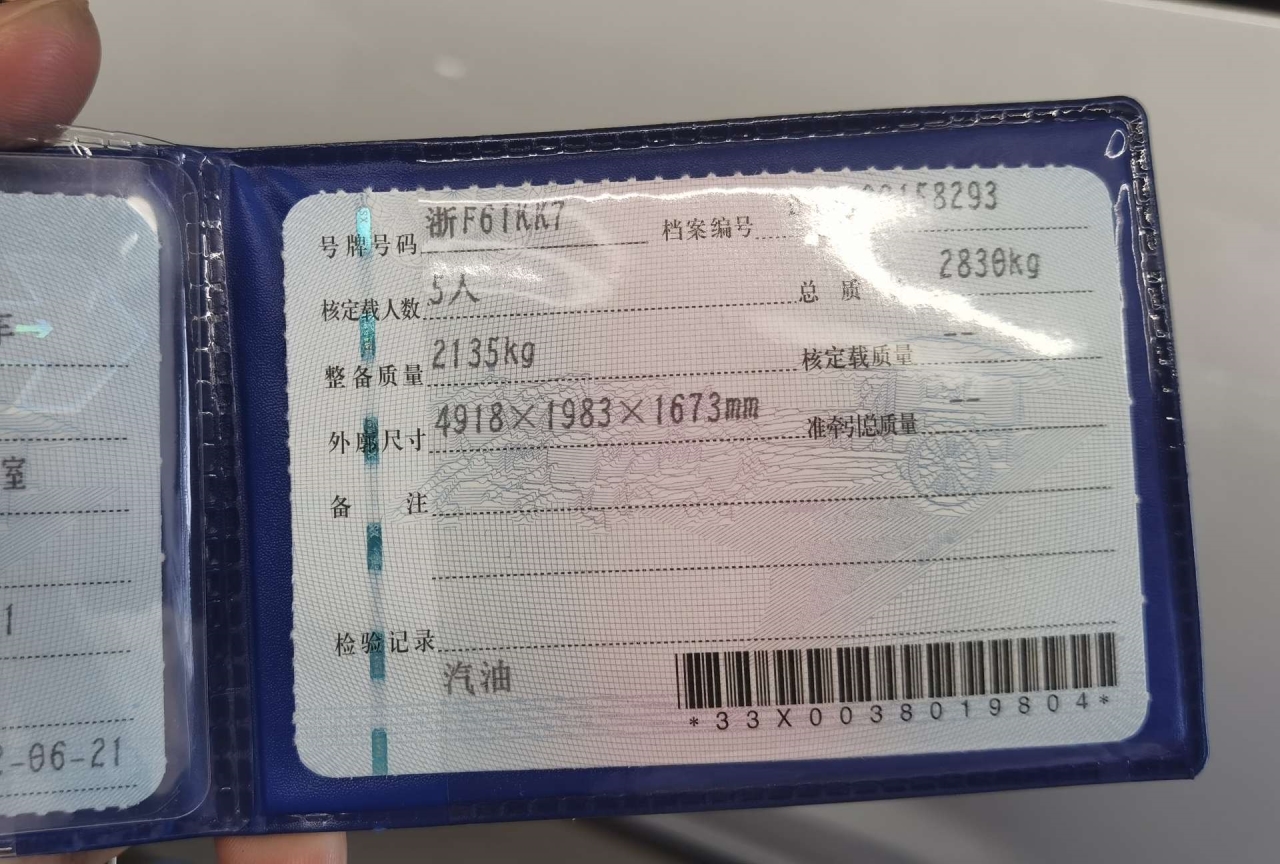 号牌号码 浙F61KK7 档案编号 158293
核定载人数 5人 总质 2830kg
整备质量 2135kg 核定载质量 --
外廓尺寸 4918×1983×1673mm 准牵引总质量 --
备注
检验记录
汽油
*33X0038019804*
室
1
-06-21